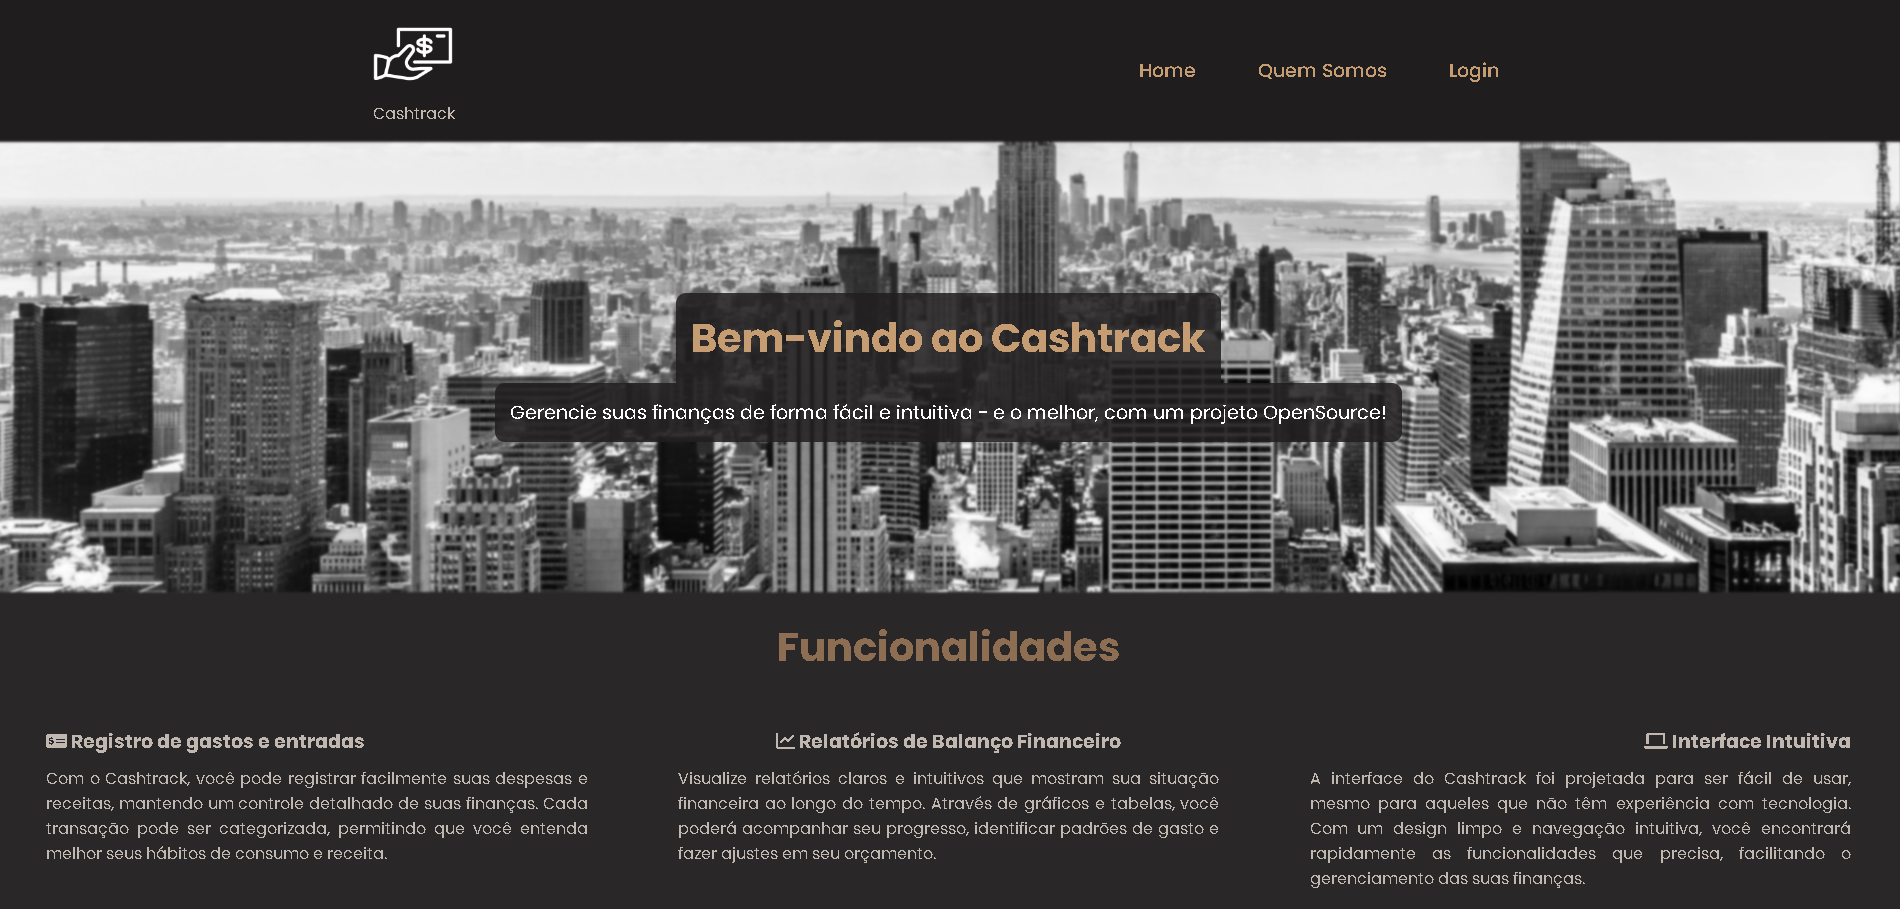 Cashtrack
Home
Quem Somos
Login
Bem-vindo ao Cashtrack
Gerencie suas finanças de forma fácil e intuitiva - e o melhor, com um projeto OpenSource!
Funcionalidades
Registro de gastos e entradas
Com o Cashtrack, você pode registrar facilmente suas despesas e
receitas, mantendo um controle detalhado de suas finanças. Cada
transação pode ser categorizada, permitindo que você entenda
melhor seus hábitos de consumo e receita.
Relatórios de Balanço Financeiro
Visualize relatórios claros e intuitivos que mostram sua situação
financeira ao longo do tempo. Através de gráficos e tabelas, você
poderá acompanhar seu progresso, identificar padrões de gasto e
fazer ajustes em seu orçamento.
Interface Intuitiva
A interface do Cashtrack foi projetada para ser fácil de usar,
mesmo para aqueles que não têm experiência com tecnologia.
Com um design limpo e navegação intuitiva, você encontrará
rapidamente as funcionalidades que precisa, facilitando o
gerenciamento das suas finanças.